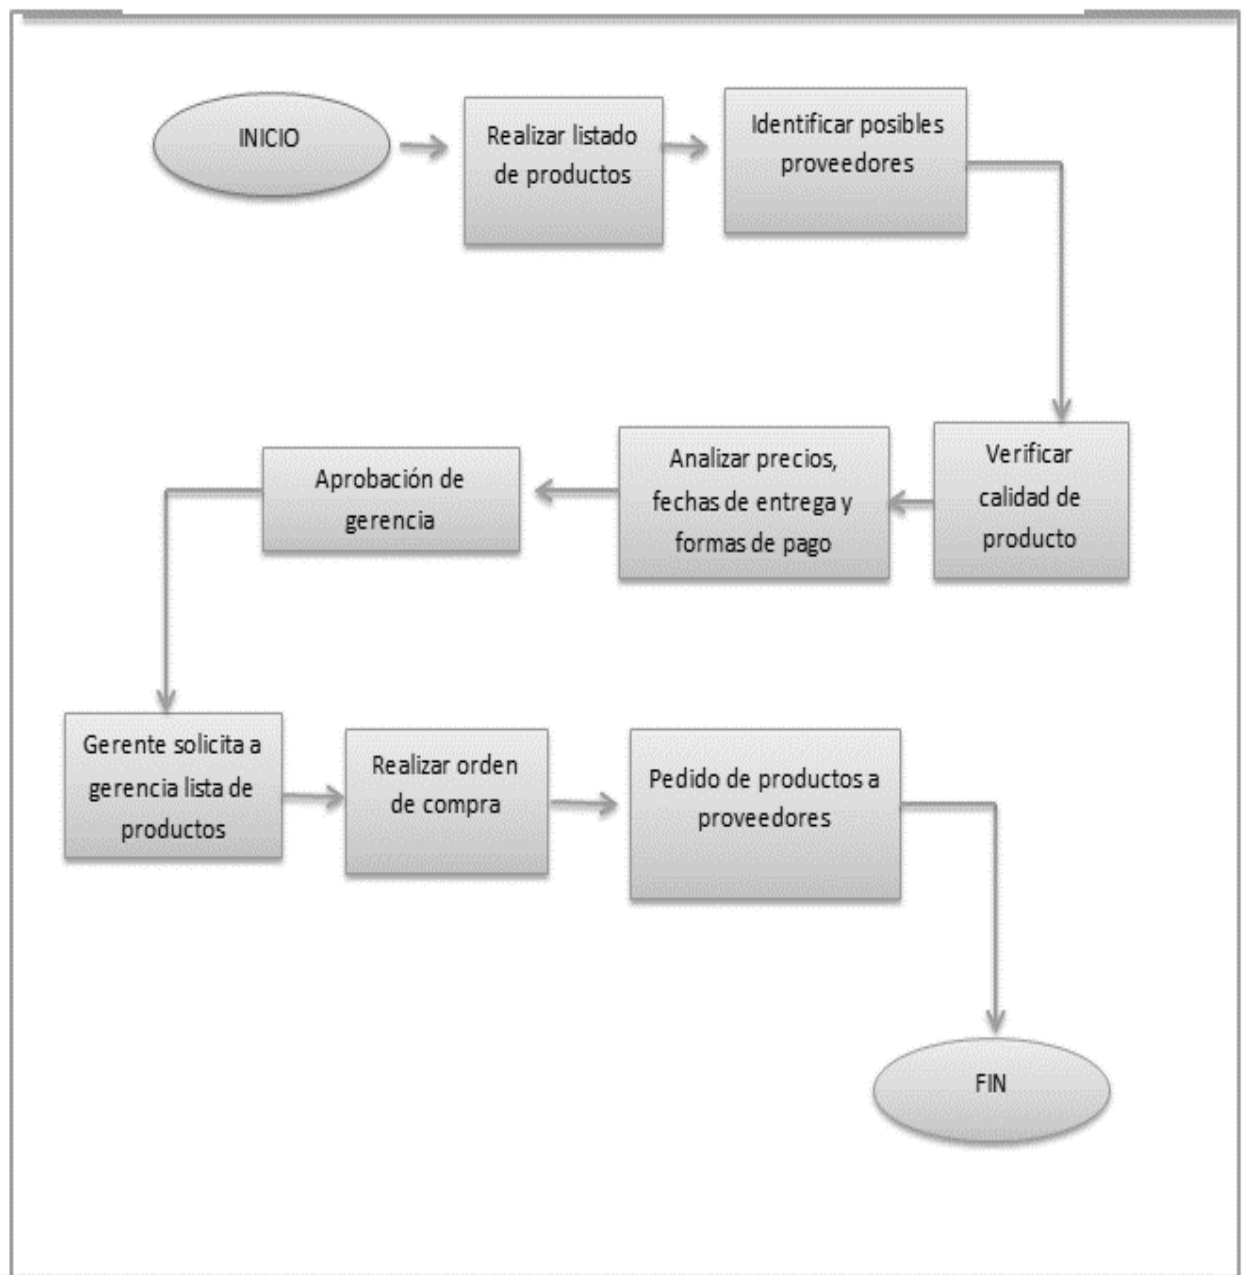 INICIO
Realizar listado
de productos
Identificar posibles
proveedores
Verificar
calidad de
producto
Analizar precios,
fechas de entrega y
formas de pago
Aprobación de
gerencia
Gerente solicita a
gerencia lista de
productos
Realizar orden
de compra
Pedido de productos a
proveedores
FIN